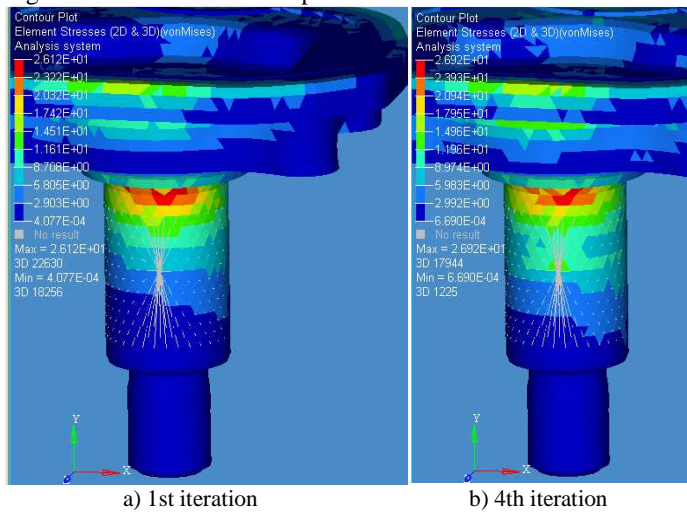 Contour Plot
Element Stresses (2D & 3D)(vonMises)
Analysis system
2.612E+01
2.322E+01
2.032E+01
1.742E+01
1.451E+01
1.161E+01
8.708E+00
5.805E+00
2.903E+00
4.077E-04
No result
Max = 2.612E+01
3D 22630
Min = 4.077E-04
3D 18256
Y
X
Contour Plot
Element Stresses (2D & 3D)(vonMises)
Analysis system
2.692E+01
2.393E+01
2.094E+01
1.795E+01
1.496E+01
1.196E+01
8.974E+00
5.983E+00
2.992E+00
6.690E-04
No result
Max = 2.692E+01
3D 17944
Min = 6.690E-04
3D 1225
Y
X
a) 1st iteration
b) 4th iteration